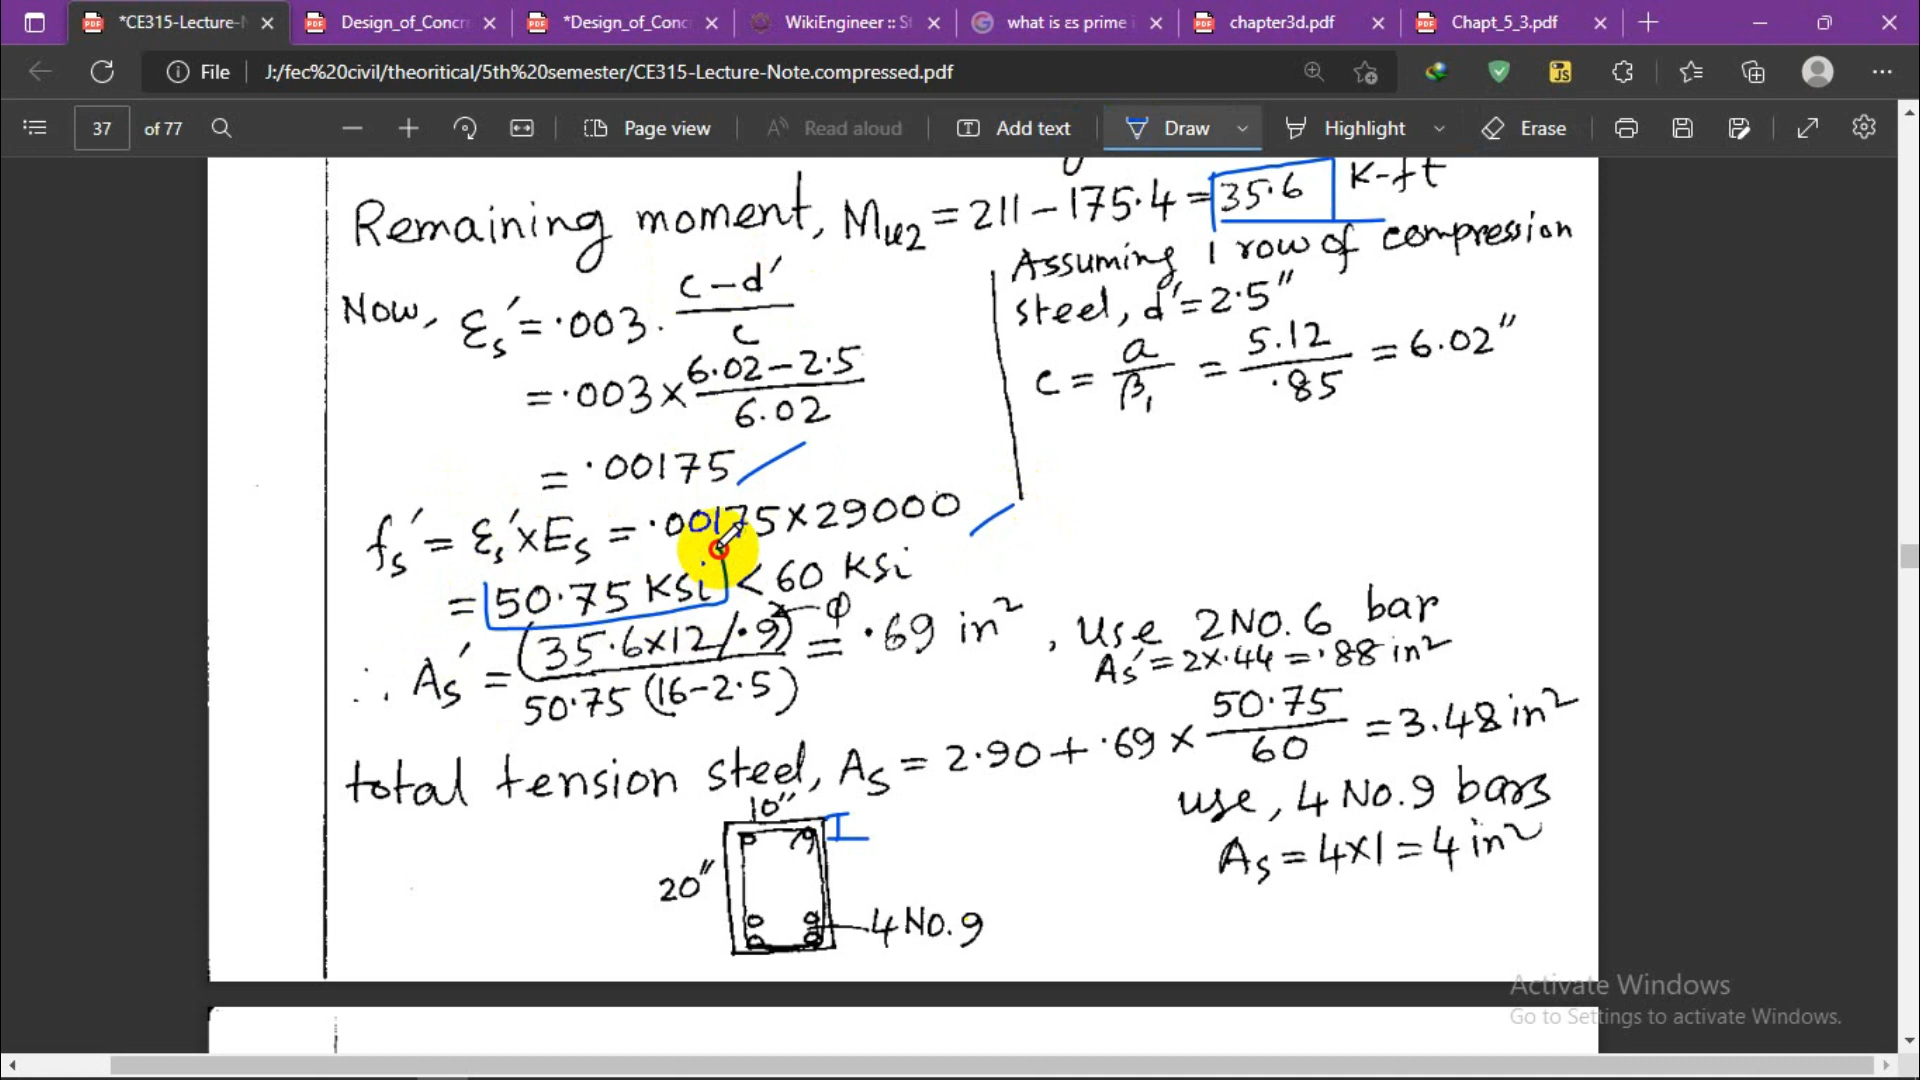 *CE315-Lecture-N
Design_of_Concr
*Design_of_Conc
WikiEngineer :: S
what is εs prime i
chapter3d.pdf
Chapt_5_3.pdf
File
J:/fec%20civil/theoritical/5th%20semester/CE315-Lecture-Note.compressed.pdf
37 of 77
Page view
Read aloud
Add text
Draw
Highlight
Erase
Remaining moment, Mu2 = 211 - 175.4 = 35.6 K-ft
Assuming 1 row of compression
steel, d' = 2.5"
c = a/β1 = 5.12/.85 = 6.02"
Now, εs' = .003 . (c - d')/c
= .003 × (6.02 - 2.5)/6.02
= .00175
fs' = εs' × Es = .00175 × 29000
= 50.75 Ksi < 60 Ksi
∴ As' = (35.6×12/.9)/50.75 (16-2.5) = .69 in², Use 2 NO.6 bar
φ
As' = 2×.44 = .88 in²
total tension steel, As = 2.90 + .69 × 50.75/60 = 3.48 in²
use, 4 No.9 bars
As = 4×1 = 4 in²
10"
20"
4 No.9
Activate Windows
Go to Settings to activate Windows.